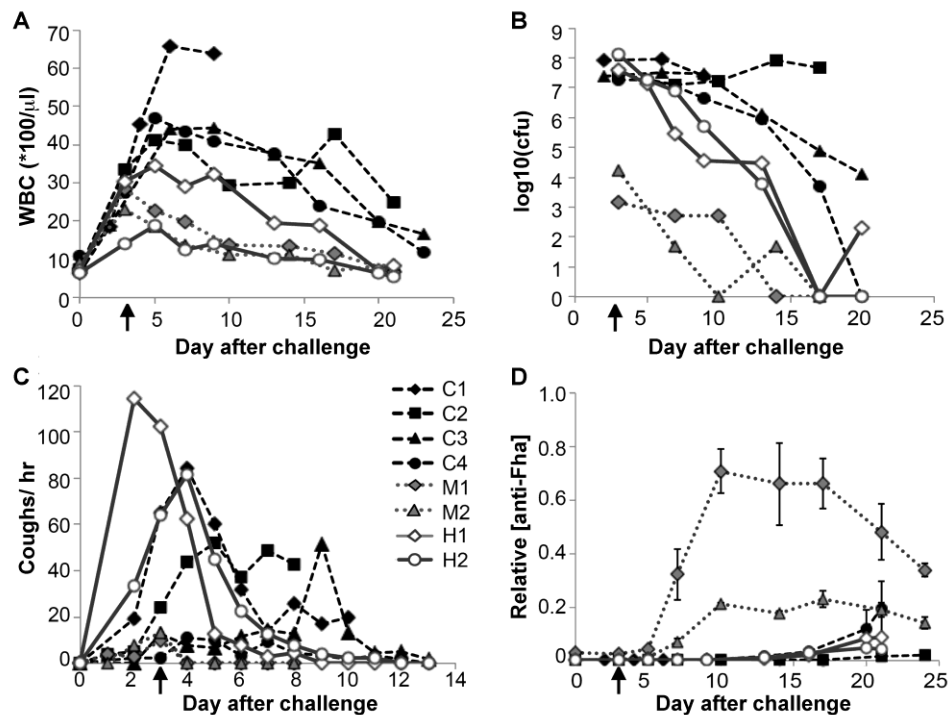 A
WBC (*100/µl)
70
60
50
40
30
20
10
0
0 5 10 15 20 25
Day after challenge
B
log10(cfu)
9
8
7
6
5
4
3
2
1
0
0 5 10 15 20 25
Day after challenge
C
Coughs/ hr
120
100
80
60
40
20
0
0 2 4 6 8 10 12 14
Day after challenge
C1
C2
C3
C4
M1
M2
H1
H2
D
Relative [anti-Fha]
1.0
0.8
0.6
0.4
0.2
0.0
0 5 10 15 20 25
Day after challenge